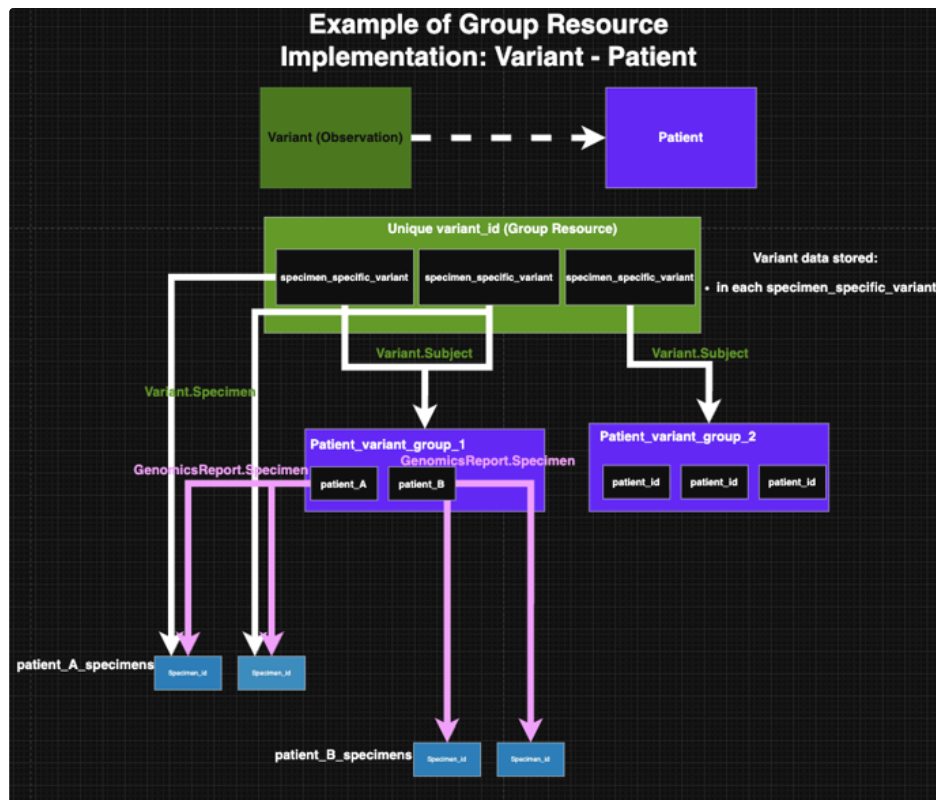 Example of Group Resource
Implementation: Variant - Patient
Variant (Observation)
Patient
Unique variant_id (Group Resource)
specimen_specific_variant
specimen_specific_variant
specimen_specific_variant
Variant data stored:
• in each specimen_specific_variant
Variant.Subject
Variant.Subject
Variant.Specimen
Patient_variant_group_1
Patient_variant_group_2
GenomicsReport.Specimen
GenomicsReport.Specimen
patient_A
patient_B
patient_id
patient_id
patient_id
patient_A_specimens
Specimen_id
Specimen_id
patient_B_specimens
Specimen_id
Specimen_id